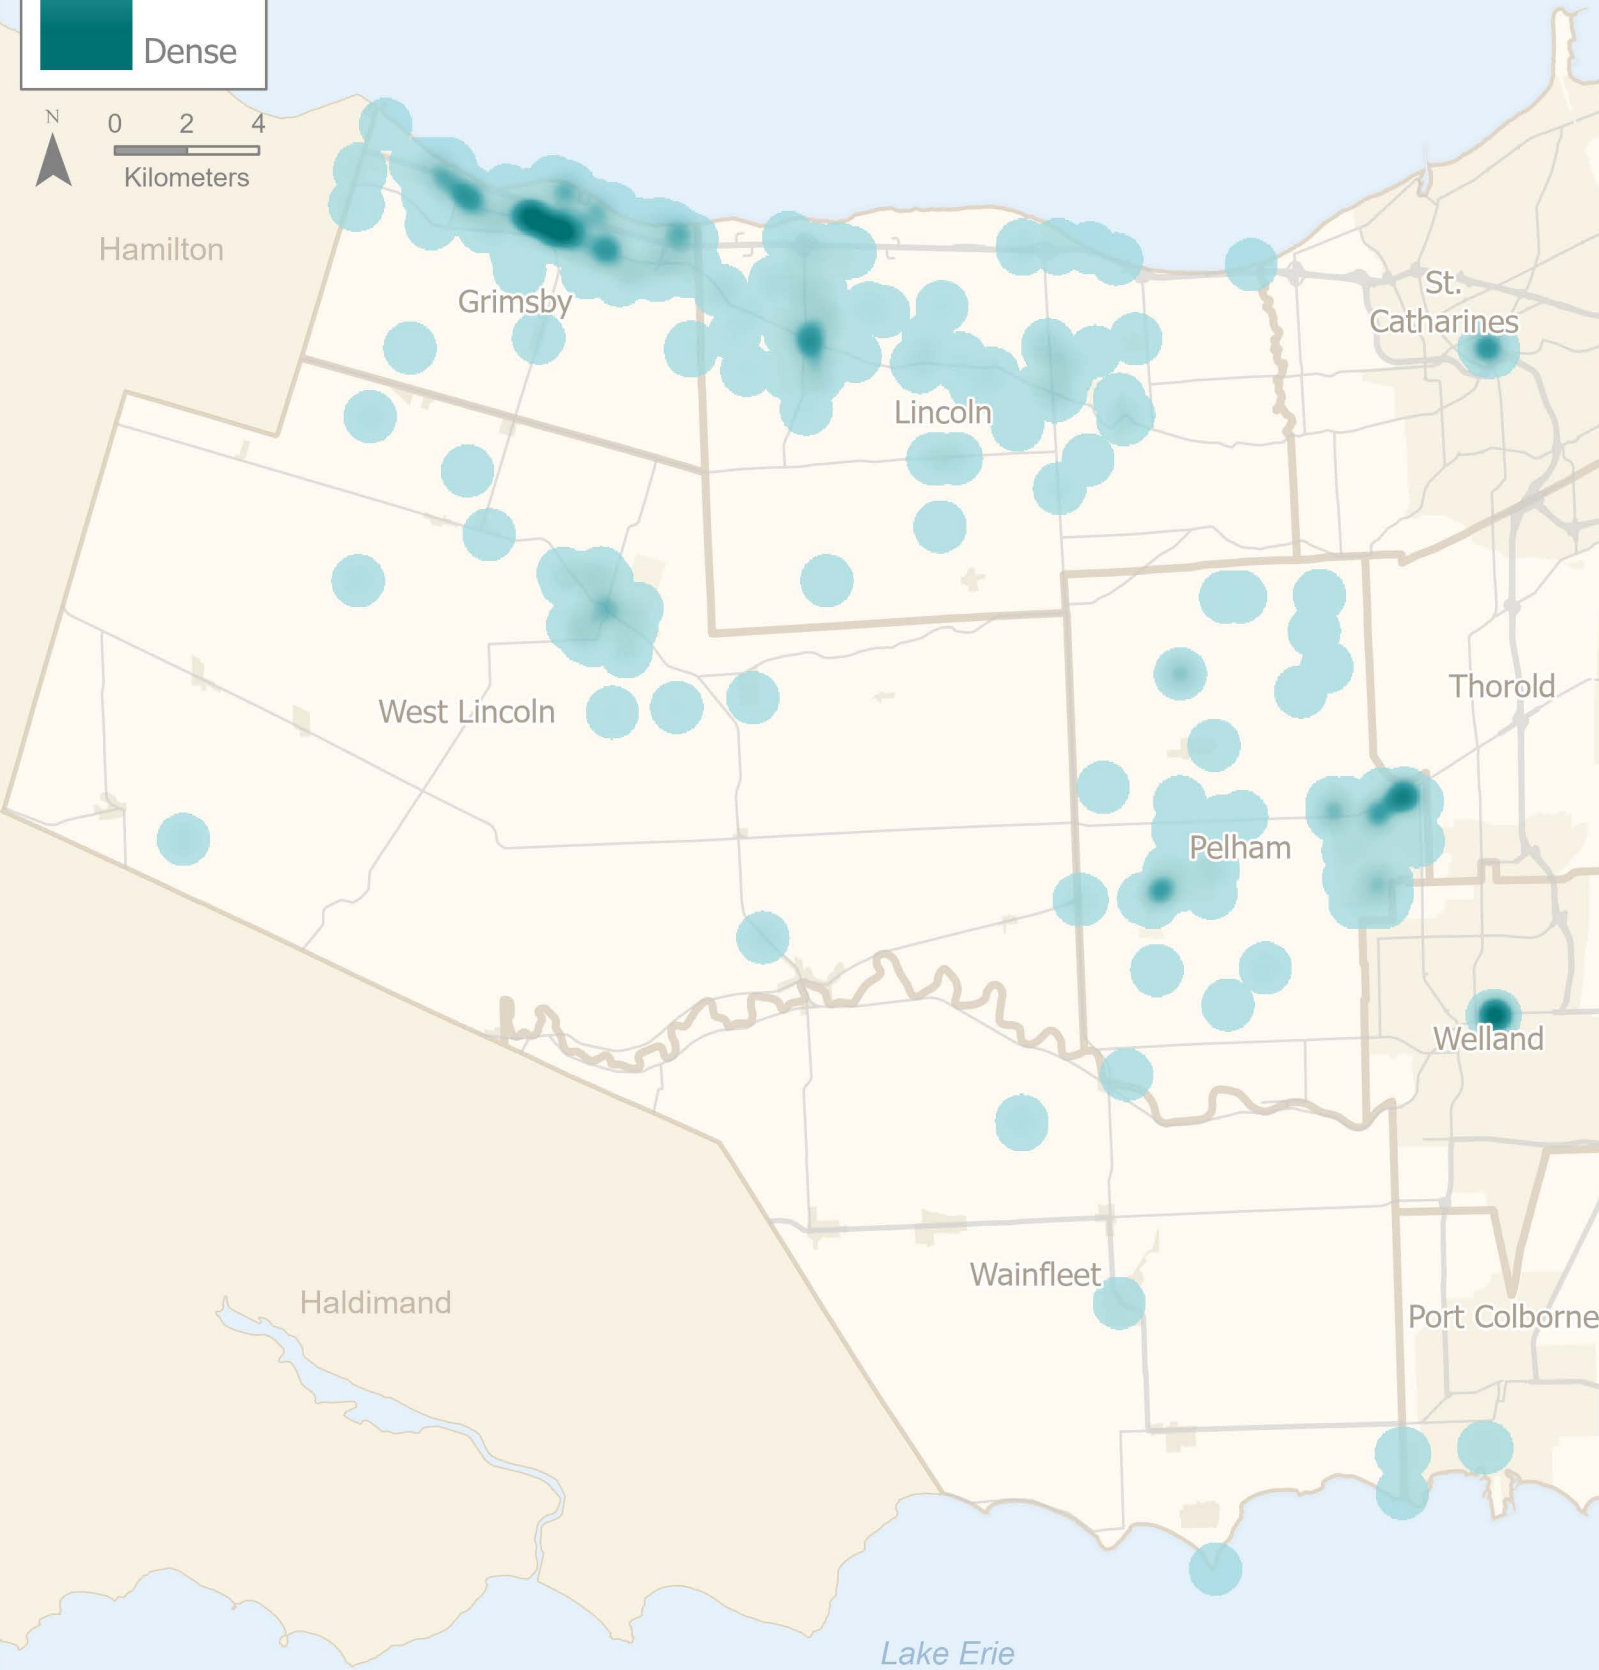 Dense
N
0 2 4
Kilometers
Hamilton
Grimsby
St.
Catharines
Lincoln
Thorold
West Lincoln
Pelham
Welland
Wainfleet
Haldimand
Port Colborne
Lake Erie